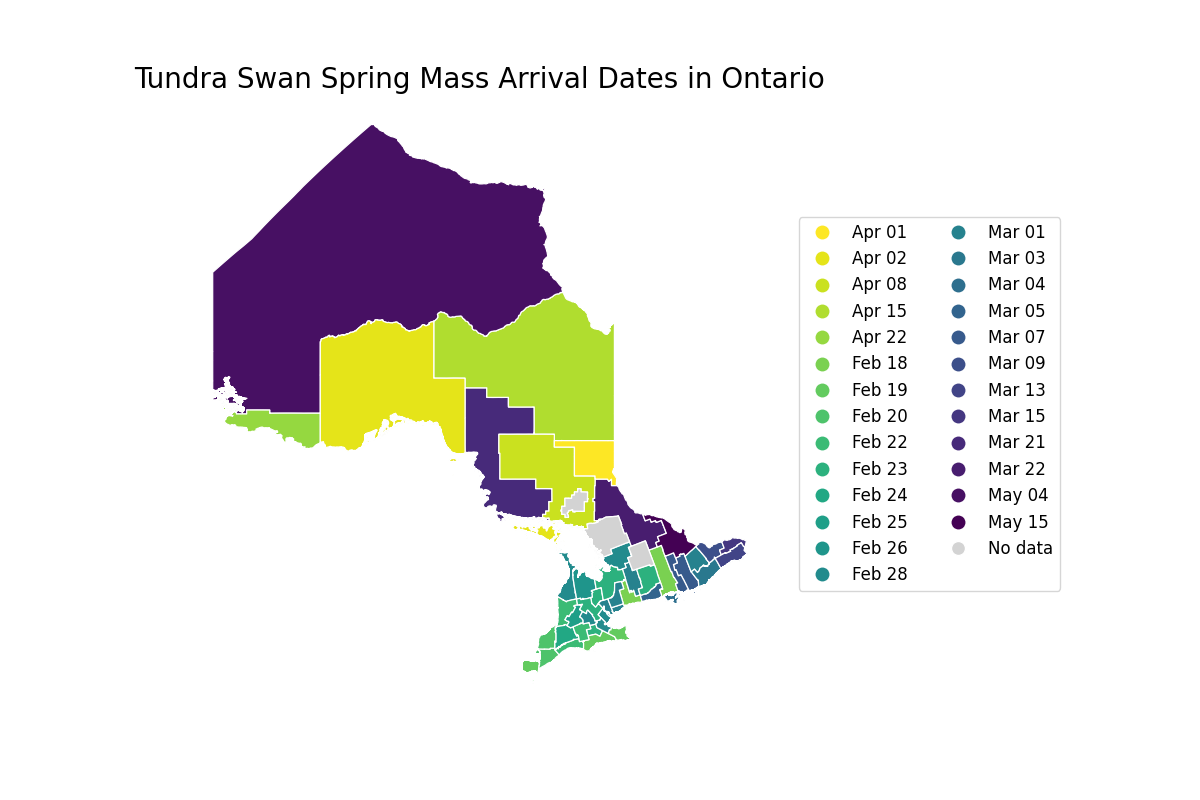 Tundra Swan Spring Mass Arrival Dates in Ontario
Apr 01
Apr 02
Apr 08
Apr 15
Apr 22
Feb 18
Feb 19
Feb 20
Feb 22
Feb 23
Feb 24
Feb 25
Feb 26
Feb 28
Mar 01
Mar 03
Mar 04
Mar 05
Mar 07
Mar 09
Mar 13
Mar 15
Mar 21
Mar 22
May 04
May 15
No data